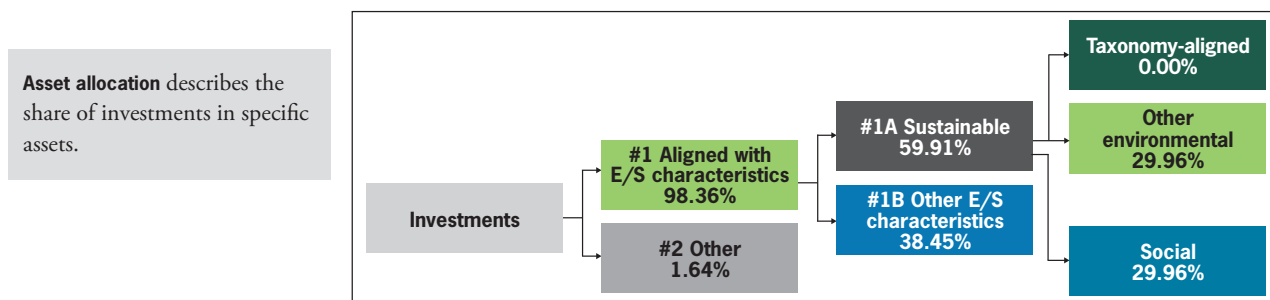 Asset allocation describes the
share of investments in specific
assets.
Investments
#1 Aligned with
E/S characteristics
98.36%
#2 Other
1.64%
#1A Sustainable
59.91%
#1B Other E/S
characteristics
38.45%
Taxonomy-aligned
0.00%
Other
environmental
29.96%
Social
29.96%